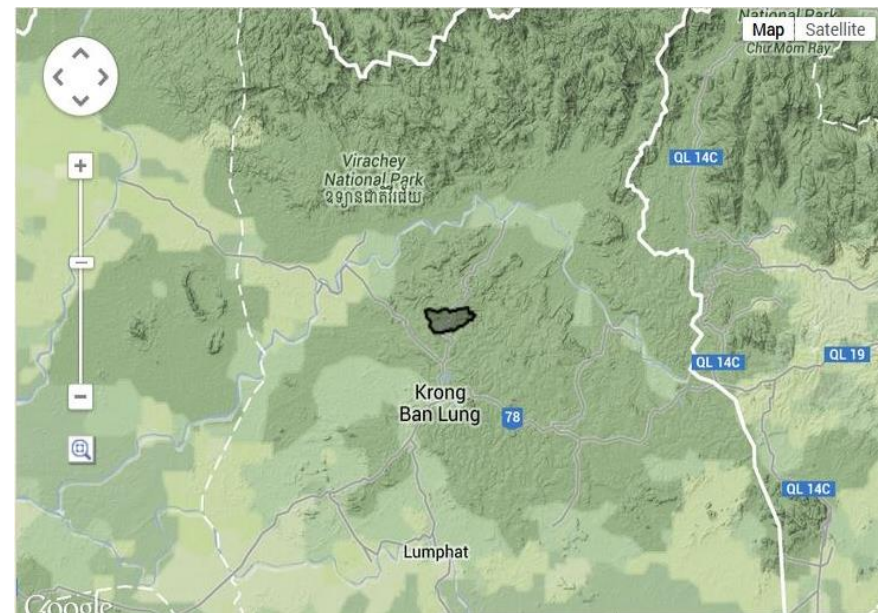 National Park
Chu Mom Ray
Map
Satellite
QL 14C
Virachey
National Park
ឧទ្យានជាតិវីរជ័យ
QL 14C
QL 19
Krong
Ban Lung
78
QL 14C
Lumphat
Google